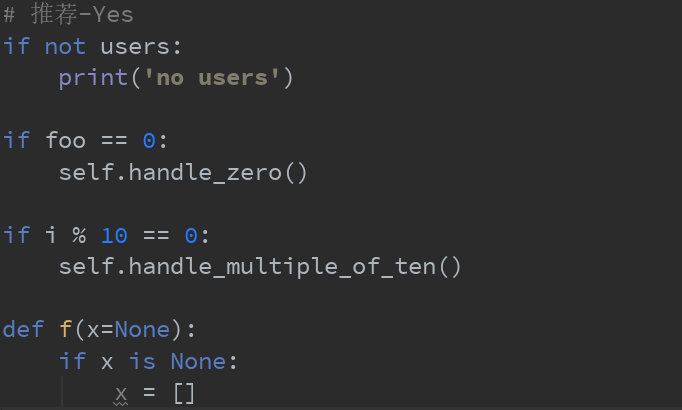 # 推荐-Yes
if not users:
    print('no users')

if foo == 0:
    self.handle_zero()

if i % 10 == 0:
    self.handle_multiple_of_ten()

def f(x=None):
    if x is None:
        x = []